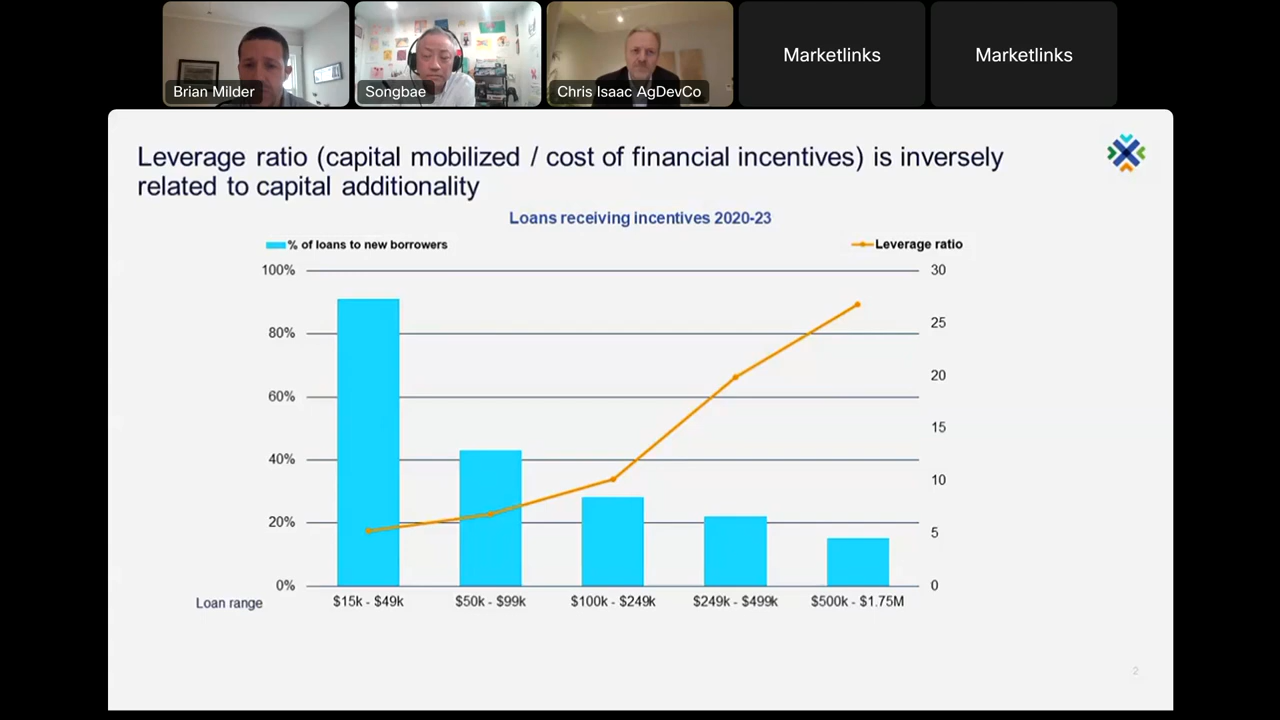 Brian Milder
Songbae
Chris Isaac AgDevCo
Marketlinks
Marketlinks
Leverage ratio (capital mobilized / cost of financial incentives) is inversely
related to capital additionality
Loans receiving incentives 2020-23
% of loans to new borrowers
Leverage ratio
100%
80%
60%
40%
20%
0%
30
25
20
15
10
5
0
Loan range
$15k - $49k
$50k - $99k
$100k - $249k
$249k - $499k
$500k - $1.75M
2